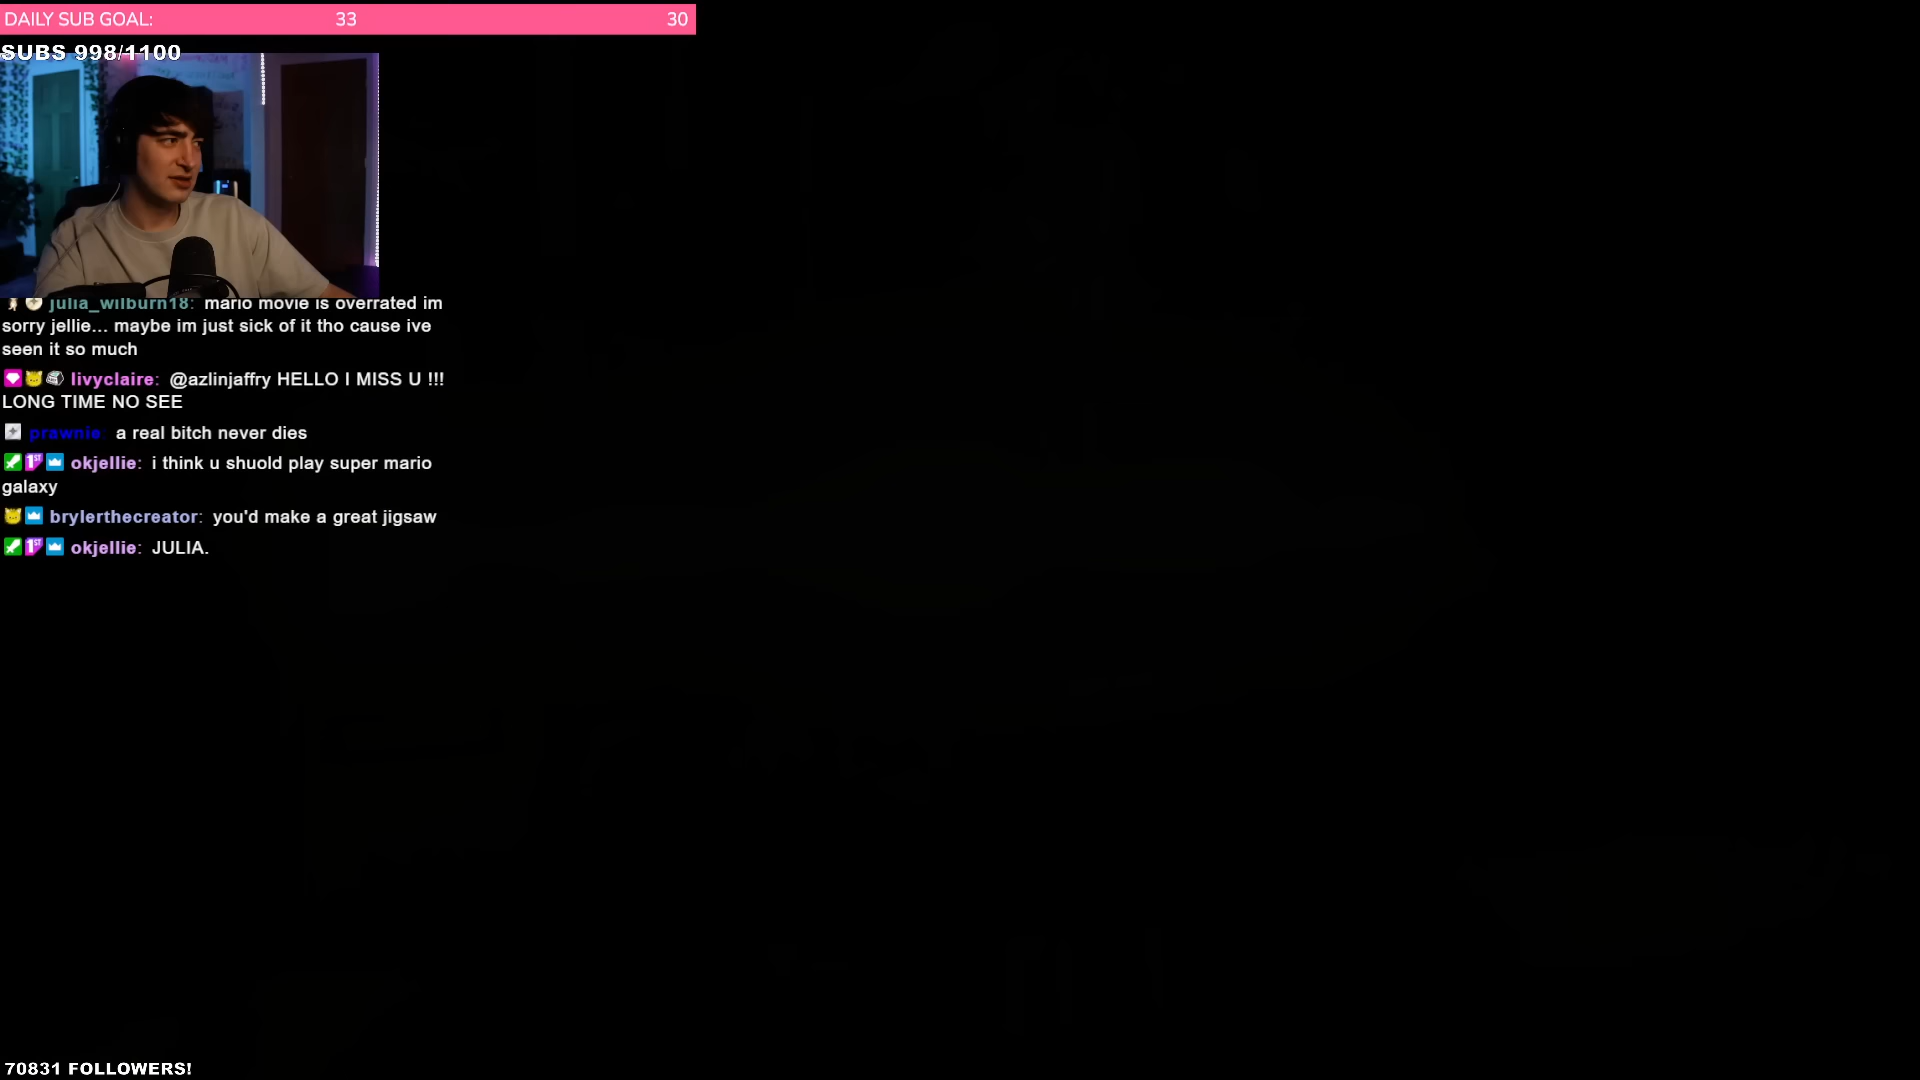 DAILY SUB GOAL: 33 30
SUBS 998/1100
julia_wilburn18: mario movie is overrated im
sorry jellie... maybe im just sick of it tho cause ive
seen it so much
livyclaire: @azlinjaffry HELLO I MISS U !!!
LONG TIME NO SEE
prawnie: a real bitch never dies
1ST okjellie: i think u shuold play super mario
galaxy
brylerthecreator: you'd make a great jigsaw
1ST okjellie: JULIA.
70831 FOLLOWERS!